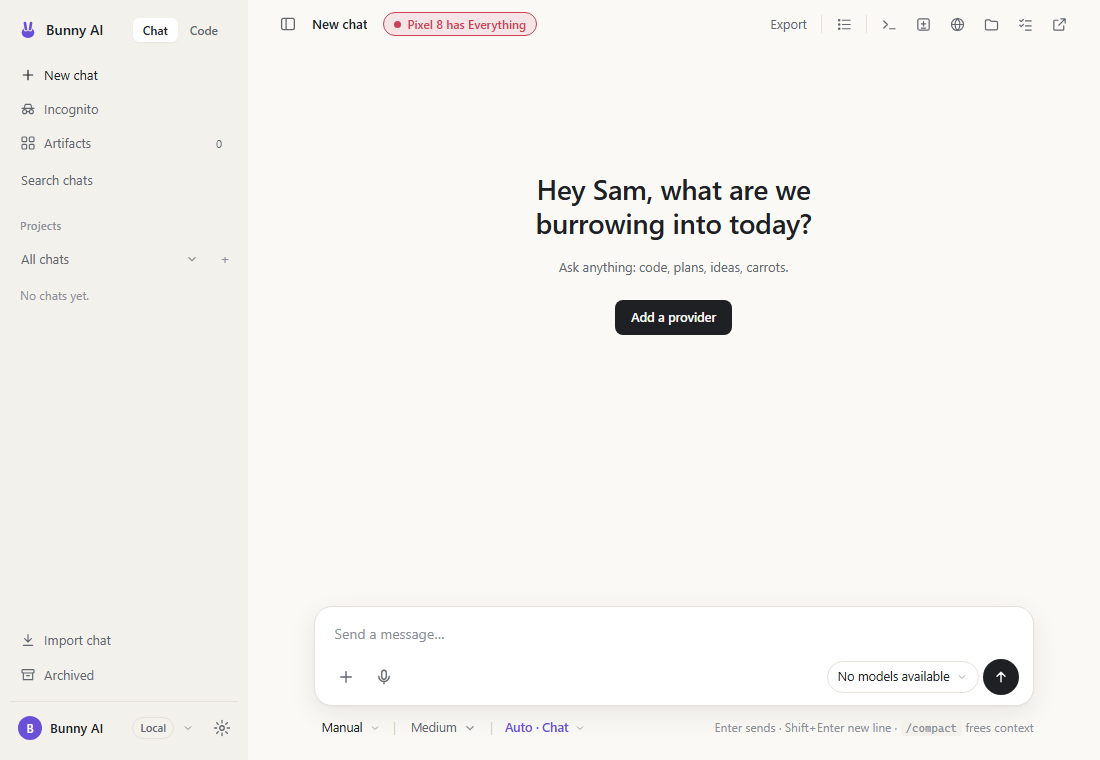 Bunny AI
Chat
Code
New chat
Incognito
Artifacts
0
Search chats
Projects
All chats
No chats yet.
Import chat
Archived
B
Bunny AI
Local
New chat
Pixel 8 has Everything
Export
Hey Sam, what are we
burrowing into today?
Ask anything: code, plans, ideas, carrots.
Add a provider
Send a message...
No models available
Manual
Medium
Auto · Chat
Enter sends · Shift+Enter new line · /compact frees context